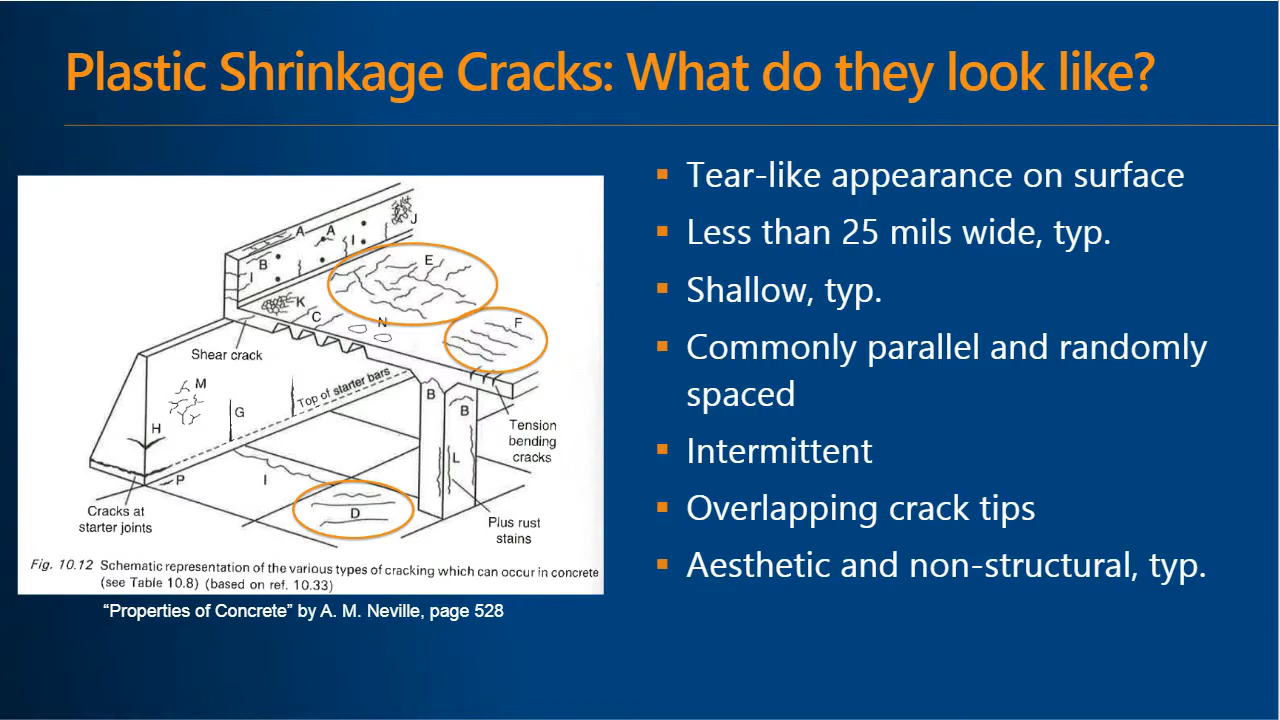 Plastic Shrinkage Cracks: What do they look like?
A
A
J
I
B
I
E
K
C
N
F
Shear crack
M
Top of starter bars
B
B
G
H
Tension
bending
cracks
L
P
I
D
Cracks at
starter joints
Plus rust
stains
Fig. 10.12 Schematic representation of the various types of cracking which can occur in concrete
(see Table 10.8) (based on ref. 10.33)
“Properties of Concrete” by A. M. Neville, page 528
▪ Tear-like appearance on surface
▪ Less than 25 mils wide, typ.
▪ Shallow, typ.
▪ Commonly parallel and randomly
spaced
▪ Intermittent
▪ Overlapping crack tips
▪ Aesthetic and non-structural, typ.